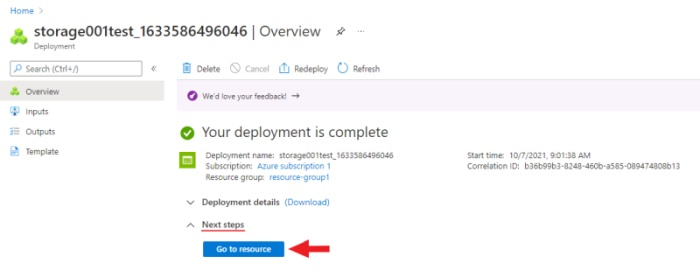 Home >
storage001test_1633586496046 | Overview
Deployment
Search (Ctrl+/)
Delete Cancel Redeploy Refresh
Overview
Inputs
Outputs
Template
We'd love your feedback! →
Your deployment is complete
Deployment name: storage001test_1633586496046
Subscription: Azure subscription 1
Resource group: resource-group1
Start time: 10/7/2021, 9:01:38 AM
Correlation ID: b36b99b3-8248-460b-a585-089474808b13
Deployment details (Download)
Next steps
Go to resource